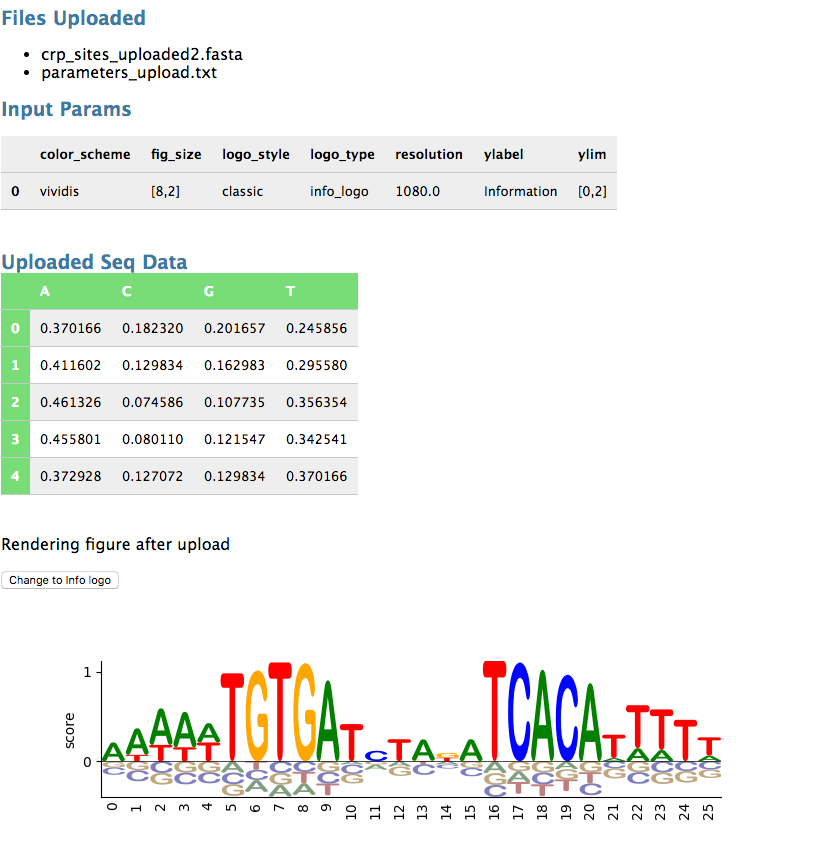 Files Uploaded
crp_sites_uploaded2.fasta
parameters_upload.txt
Input Params
color_scheme fig_size logo_style logo_type resolution ylabel ylim
0 vividis [8,2] classic info_logo 1080.0 Information [0,2]
Uploaded Seq Data
A C G T
0 0.370166 0.182320 0.201657 0.245856
1 0.411602 0.129834 0.162983 0.295580
2 0.461326 0.074586 0.107735 0.356354
3 0.455801 0.080110 0.121547 0.342541
4 0.372928 0.127072 0.129834 0.370166
Rendering figure after upload
Change to Info logo
1
score
0
AAAAATGTGATCTAGATCACATTTTT
0 1 2 3 4 5 6 7 8 9 10 11 12 13 14 15 16 17 18 19 20 21 22 23 24 25